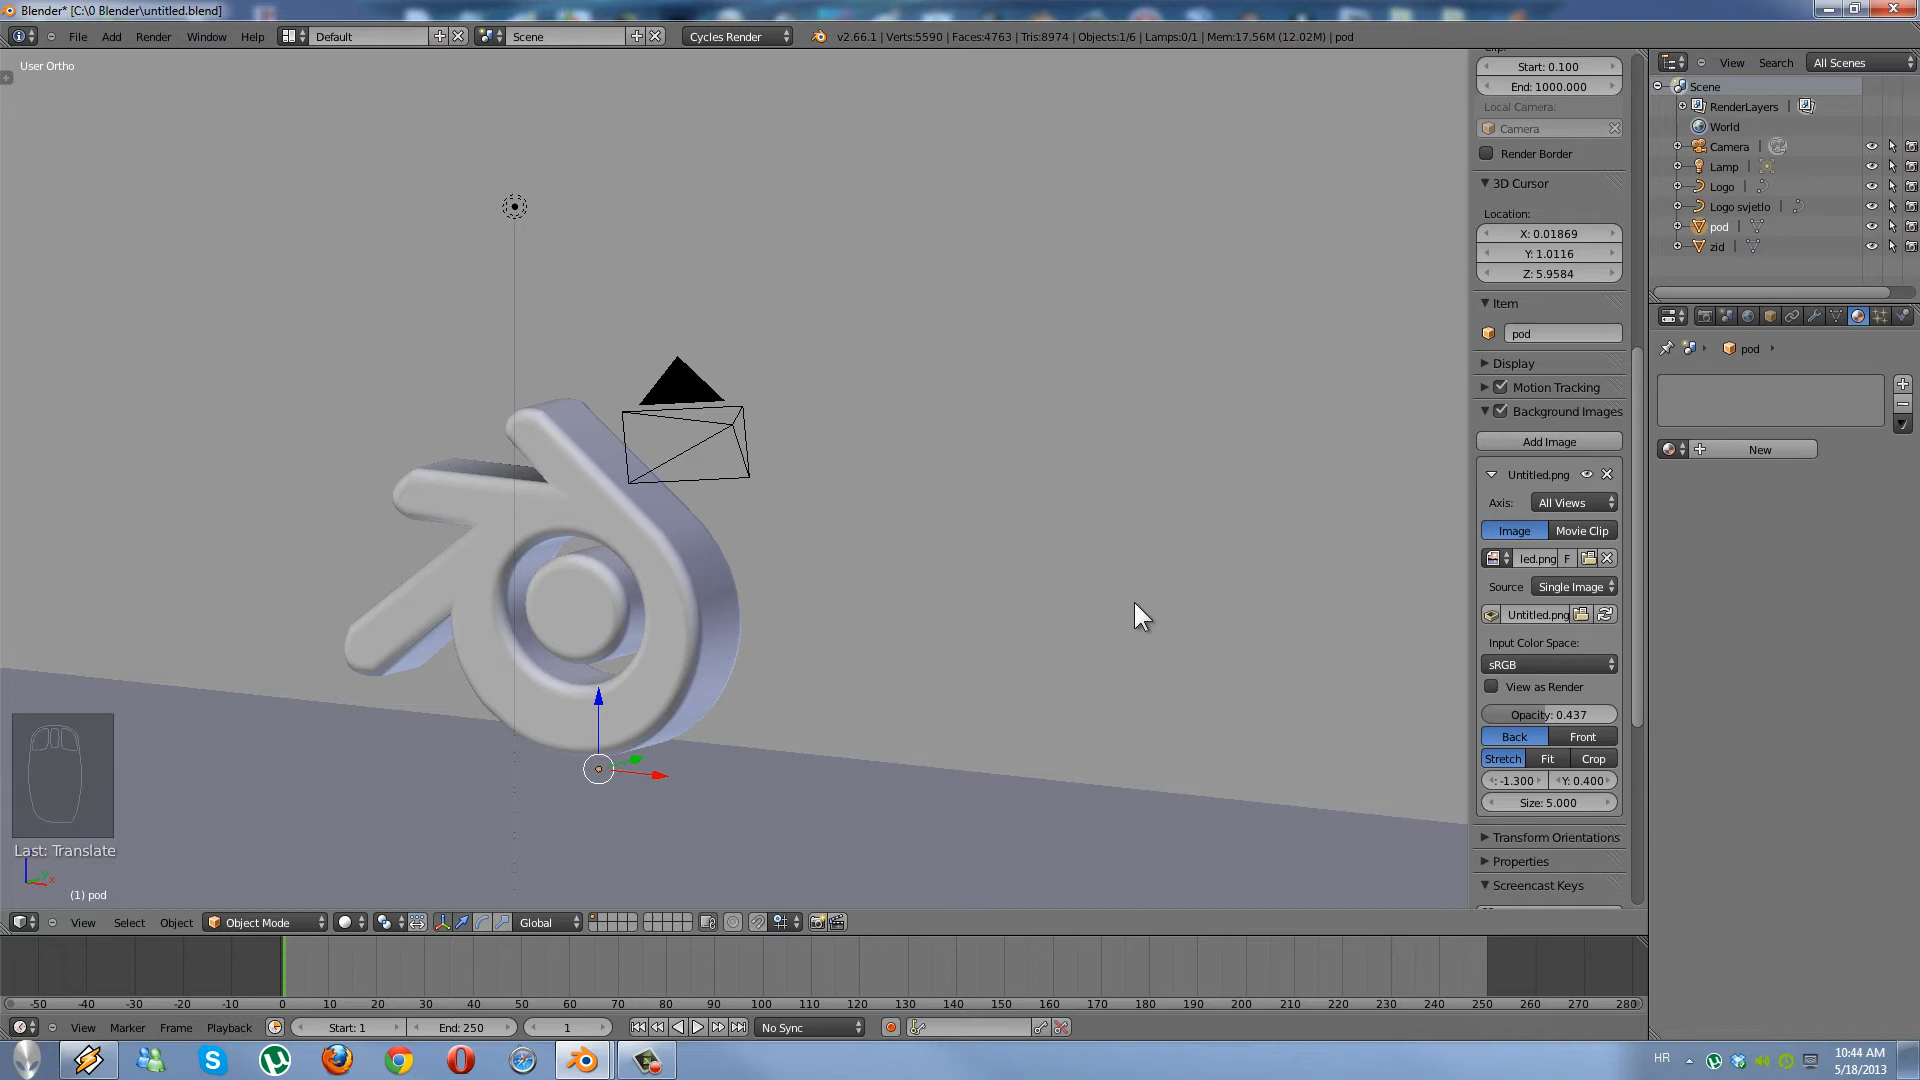 Blender* [C:\0 Blender\untitled.blend]
File Add Render Window Help Default Scene Cycles Render v2.66.1 | Verts:5590 | Faces:4763 | Tris:8974 | Objects:1/6 | Lamps:0/1 | Mem:17.56M (12.02M) | pod
User Ortho
Start: 0.100
End: 1000.000
Local Camera:
Camera
Render Border
3D Cursor
Location:
X: 0.01869
Y: 1.0116
Z: 5.9584
Item
pod
Display
Motion Tracking
Background Images
Add Image
Untitled.png
Axis: All Views
Image Movie Clip
led.png F
Source Single Image
Untitled.png
Input Color Space:
sRGB
View as Render
Opacity: 0.437
Back Front
Stretch Fit Crop
: -1.300 Y: 0.400
Size: 5.000
Transform Orientations
Properties
Screencast Keys
View Search All Scenes
Scene
RenderLayers |
World
Camera |
Lamp |
Logo |
Logo svjetlo |
pod |
zid |
pod
New
Last: Translate
(1) pod
View Select Object Object Mode Global
-50 -40 -30 -20 -10 0 10 20 30 40 50 60 70 80 90 100 110 120 130 140 150 160 170 180 190 200 210 220 230 240 250 260 270 280
View Marker Frame Playback Start: 1 End: 250 1 No Sync
HR
10:44 AM
5/18/2013